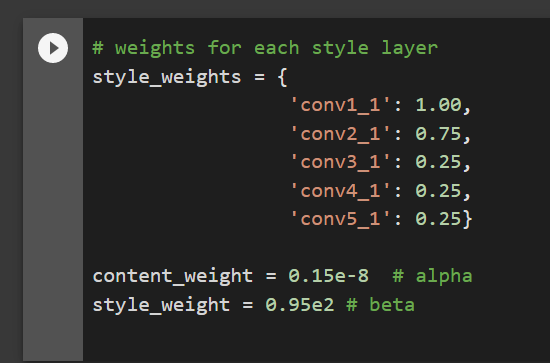 # weights for each style layer
style_weights = {
                 'conv1_1': 1.00,
                 'conv2_1': 0.75,
                 'conv3_1': 0.25,
                 'conv4_1': 0.25,
                 'conv5_1': 0.25}

content_weight = 0.15e-8  # alpha
style_weight = 0.95e2 # beta